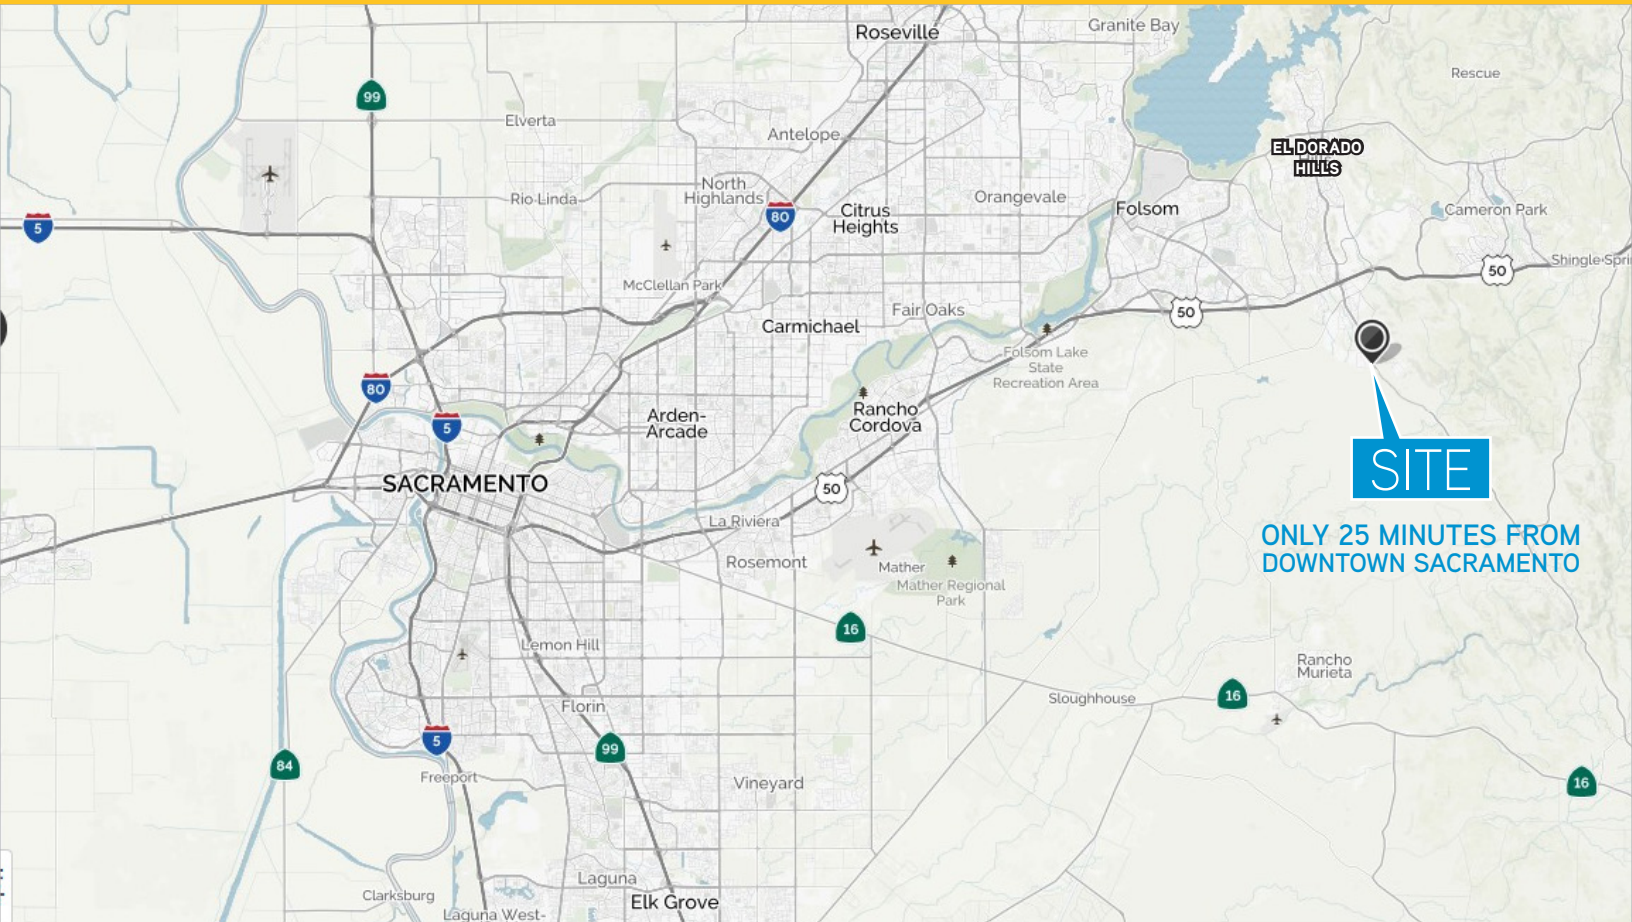 Roseville
Granite Bay
Rescue
99
Elverta
Antelope
EL DORADO
HILLS
North
Highlands
Rio Linda
80
Citrus
Heights
Orangevale
Folsom
Cameron Park
5
50
Shingle Spri
McClellan Park
Carmichael
Fair Oaks
50
Folsom Lake
State
Recreation Area
80
5
Arden-
Arcade
Rancho
Cordova
SACRAMENTO
50
SITE
La Riviera
ONLY 25 MINUTES FROM
DOWNTOWN SACRAMENTO
Rosemont
Mather
Mather Regional
Park
16
Lemon Hill
Rancho
Murieta
Sloughhouse
16
Florin
5
99
84
Freeport
Vineyard
16
Laguna
Clarksburg
Elk Grove
Laguna West-